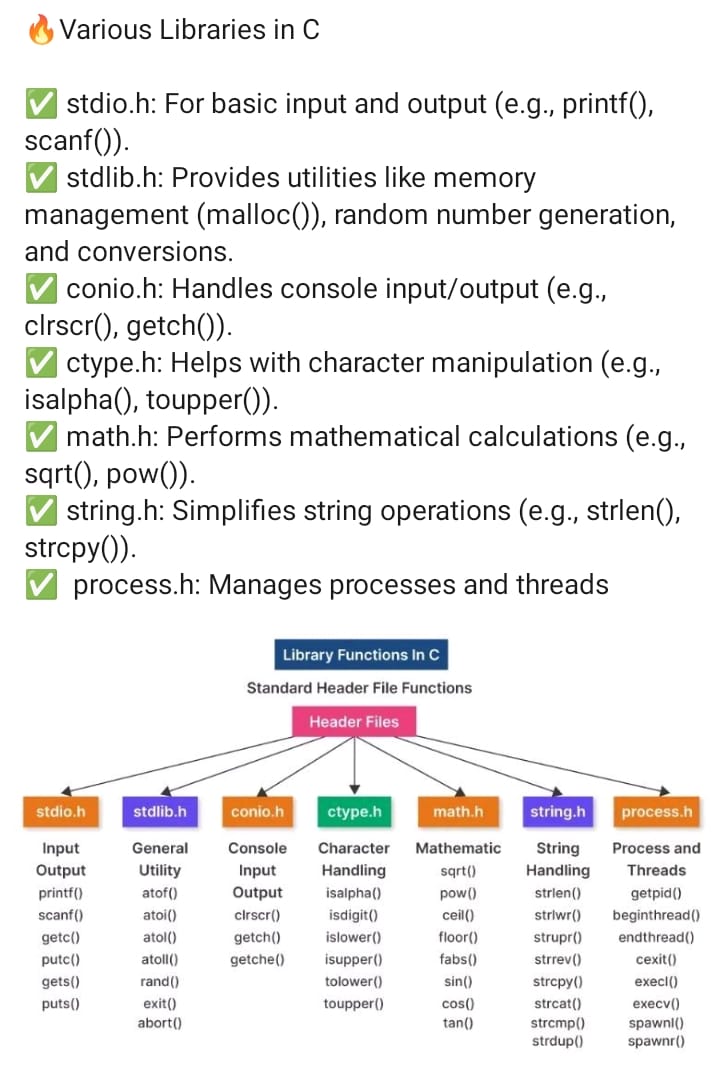 🔥Various Libraries in C
✅ stdio.h: For basic input and output (e.g., printf(),
scanf()).
✅ stdlib.h: Provides utilities like memory
management (malloc()), random number generation,
and conversions.
✅ conio.h: Handles console input/output (e.g.,
clrscr(), getch()).
✅ ctype.h: Helps with character manipulation (e.g.,
isalpha(), toupper()).
✅ math.h: Performs mathematical calculations (e.g.,
sqrt(), pow()).
✅ string.h: Simplifies string operations (e.g., strlen(),
strcpy()).
✅ process.h: Manages processes and threads
Library Functions In C
Standard Header File Functions
Header Files
stdio.h
Input
Output
printf()
scanf()
getc()
putc()
gets()
puts()
stdlib.h
General
Utility
atof()
atoi()
atol()
atoll()
rand()
exit()
abort()
conio.h
Console
Input
Output
clrscr()
getch()
getche()
ctype.h
Character
Handling
isalpha()
isdigit()
islower()
isupper()
tolower()
toupper()
math.h
Mathematic
sqrt()
pow()
ceil()
floor()
fabs()
sin()
cos()
tan()
string.h
String
Handling
strlen()
strlwr()
strupr()
strrev()
strcpy()
strcat()
strcmp()
strdup()
process.h
Process and
Threads
getpid()
beginthread()
endthread()
cexit()
execl()
execv()
spawnl()
spawnr()